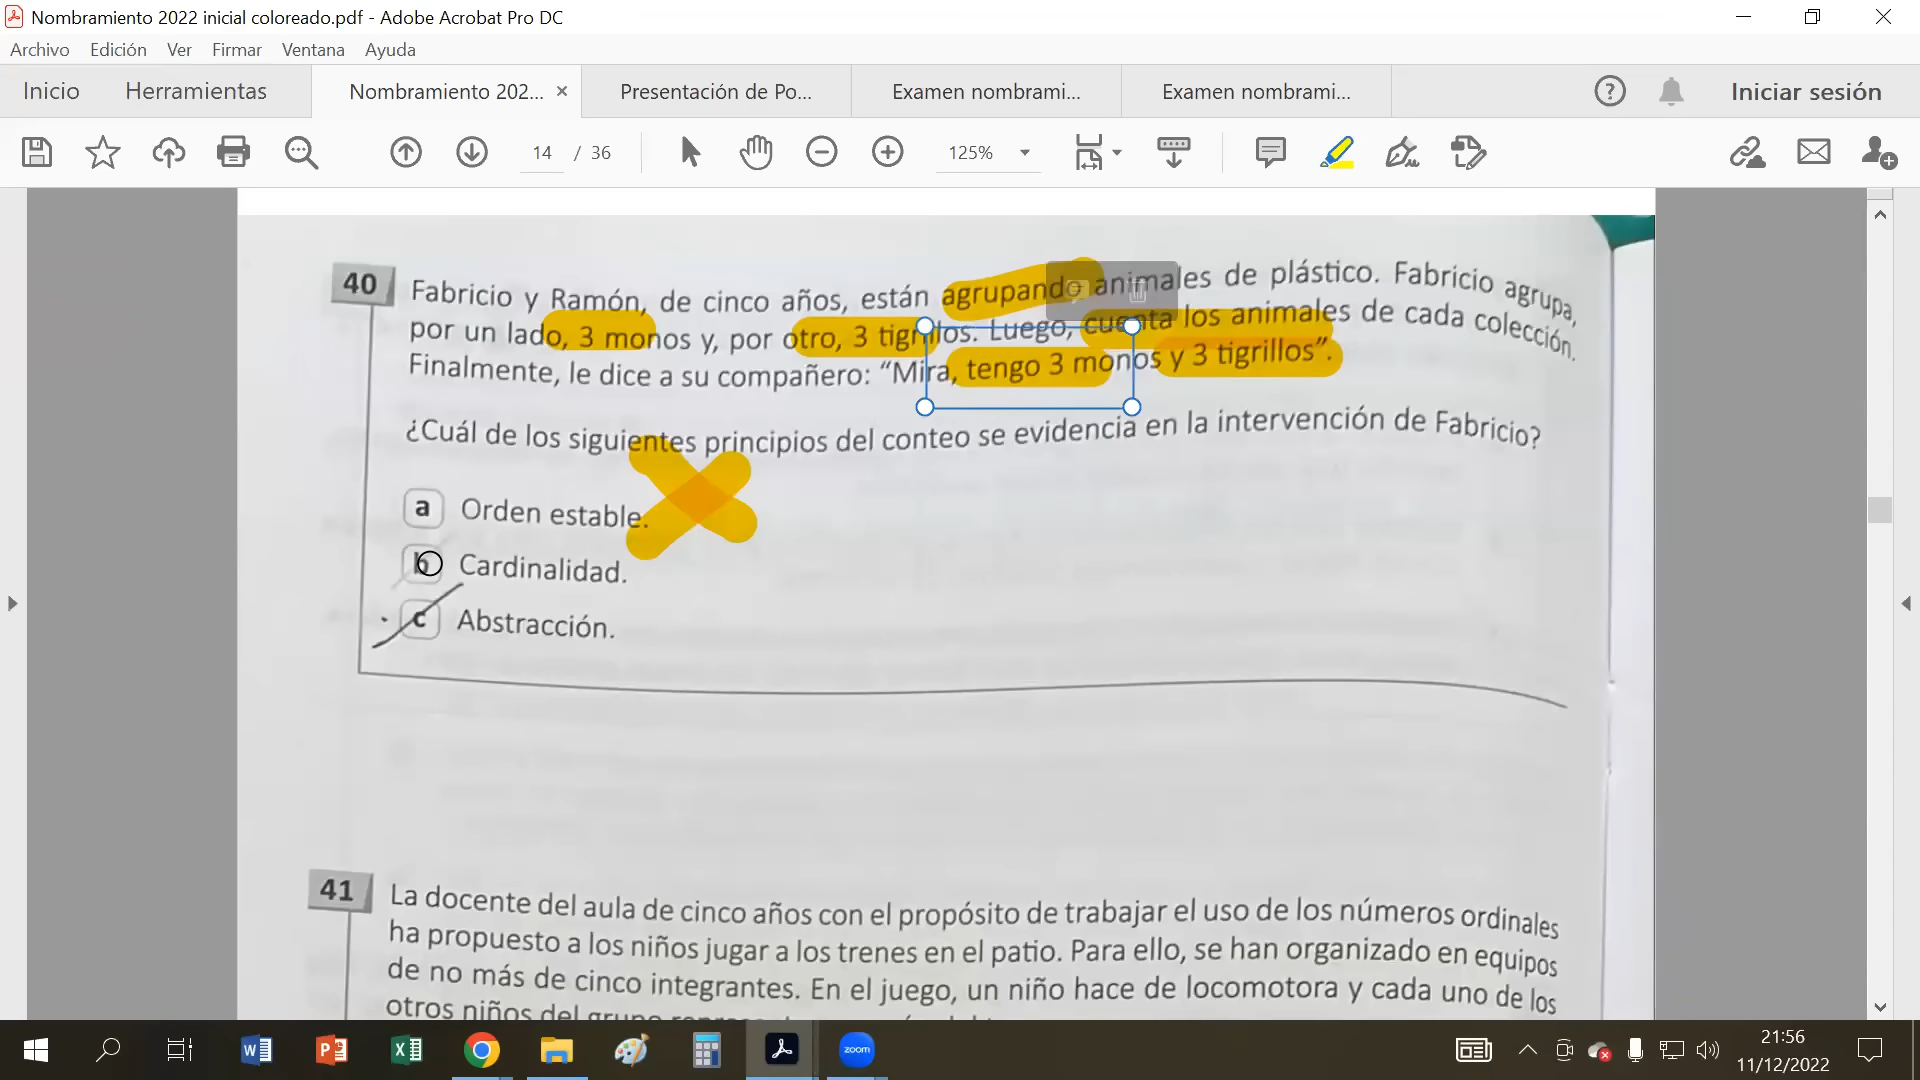 Nombramiento 2022 inicial coloreado.pdf - Adobe Acrobat Pro DC
Archivo Edición Ver Firmar Ventana Ayuda
Inicio Herramientas Nombramiento 202... × Presentación de Po... Examen nombrami... Examen nombrami... Iniciar sesión
14 / 36 125%
40 Fabricio y Ramón, de cinco años, están agrupando animales de plástico. Fabricio agrupa,
por un lado, 3 monos y, por otro, 3 tigrillos. Luego, cuenta los animales de cada colección.
Finalmente, le dice a su compañero: “Mira, tengo 3 monos y 3 tigrillos”.
¿Cuál de los siguientes principios del conteo se evidencia en la intervención de Fabricio?
a Orden estable.
b Cardinalidad.
c Abstracción.
41 La docente del aula de cinco años con el propósito de trabajar el uso de los números ordinales
ha propuesto a los niños jugar a los trenes en el patio. Para ello, se han organizado en equipos
de no más de cinco integrantes. En el juego, un niño hace de locomotora y cada uno de los
otros niños del grupo
zoom
21:56
11/12/2022